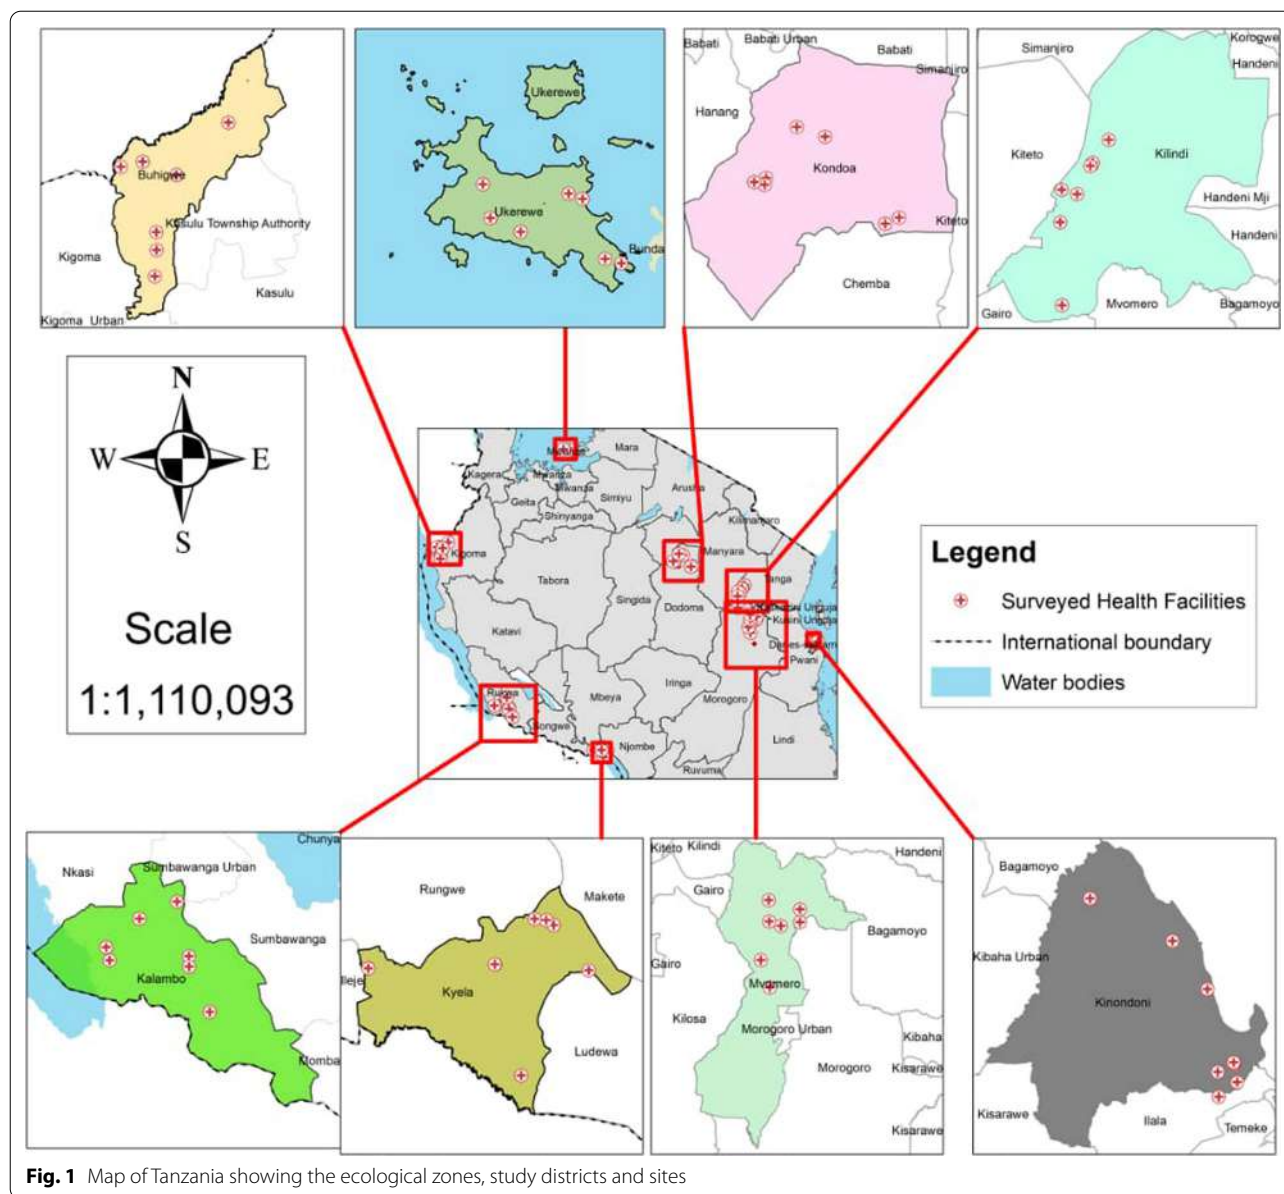 Buhigwe
Kasulu Township Authority
Kigoma
Kasulu
Kigoma Urban
Ukerewe
Ukerewe
Bunda
Babati
Babati Urban
Babati
Simanjiro
Hanang
Kondoa
Kiteto
Chemba
Simanjiro
Korogwe
Handeni
Kiteto
Kilindi
Handeni Mji
Handeni
Gairo
Mvomero
Bagamoyo
N
W
E
S
Scale
1:1,110,093
Mara
Kagera
Mwanza
Mwanza
Geita
Simiyu
Arusha
Shinyanga
Kilimanjaro
Kigoma
Manyara
Tabora
Tanga
Singida
Dodoma
Katavi
Pwani
Rukwa
Mbeya
Iringa
Morogoro
Songwe
Njombe
Lindi
Ruvuma
Legend
Surveyed Health Facilities
International boundary
Water bodies
Nkasi
Sumbawanga Urban
Chunya
Sumbawanga
Kalambo
Momba
Rungwe
Makete
Ileje
Kyela
Ludewa
Kiteto
Kilindi
Handeni
Gairo
Bagamoyo
Gairo
Mvomero
Kilosa
Morogoro Urban
Kibaha
Morogoro
Kisarawe
Kisarawe
Bagamoyo
Kibaha Urban
Kinondoni
Kisarawe
Ilala
Temeke
Fig. 1 Map of Tanzania showing the ecological zones, study districts and sites